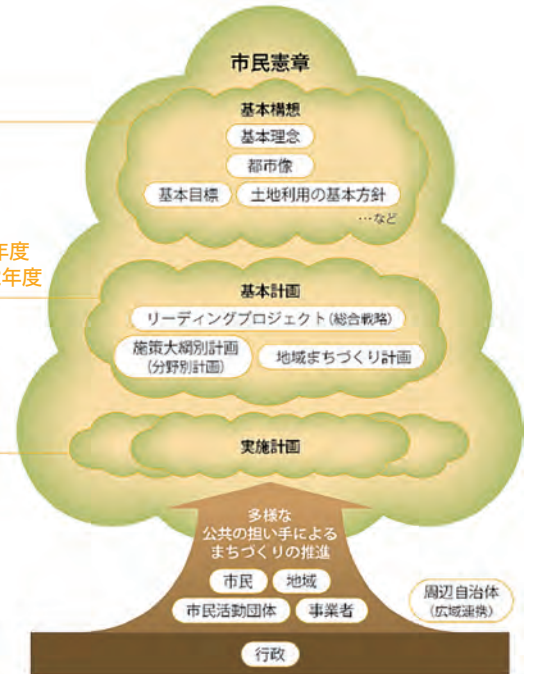 市民憲章
基本構想
基本理念
都市像
基本目標 土地利用の基本方針
…など
年度
年度
基本計画
リーディングプロジェクト(総合戦略)
施策大綱別計画
(分野別計画)
地域まちづくり計画
実施計画
多様な
公共の担い手による
まちづくりの推進
市民 地域
市民活動団体 事業者
周辺自治体
(広域連携)
行政